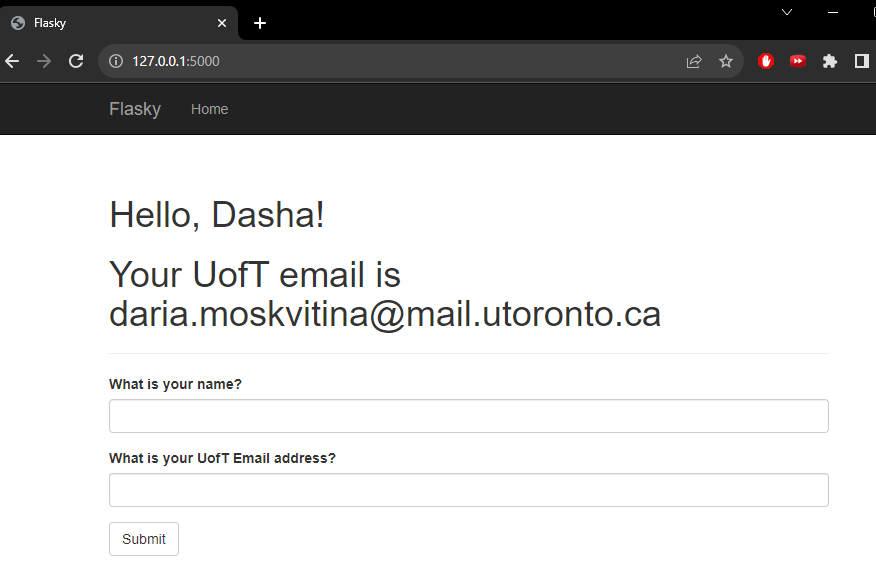 Flasky
127.0.0.1:5000
Flasky Home
Hello, Dasha!
Your UofT email is
daria.moskvitina@mail.utoronto.ca
What is your name?
What is your UofT Email address?
Submit